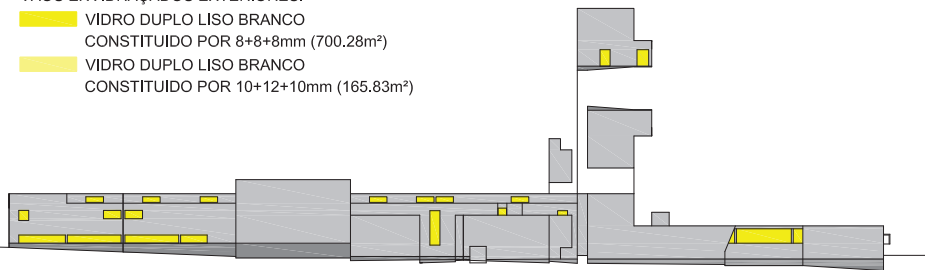 VIDRO DUPLO LISO BRANCO
CONSTITUIDO POR 8+8+8mm (700.28m²)
VIDRO DUPLO LISO BRANCO
CONSTITUIDO POR 10+12+10mm (165.83m²)